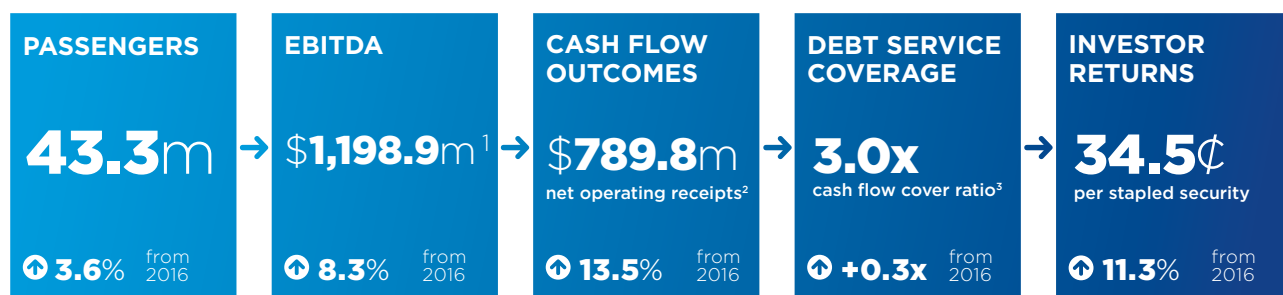 PASSENGERS
43.3m
3.6% from
2016
EBITDA
$1,198.9m1
8.3% from
2016
CASH FLOW
OUTCOMES
$789.8m
net operating receipts2
13.5% from
2016
DEBT SERVICE
COVERAGE
3.0x
cash flow cover ratio3
+0.3x from
2016
INVESTOR
RETURNS
34.5¢
per stapled security
11.3% from
2016